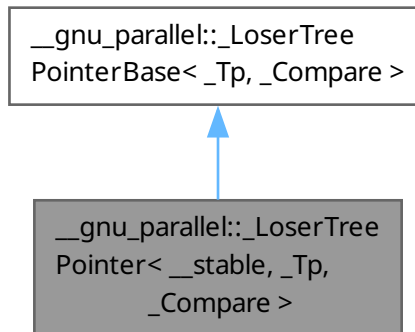 __gnu_parallel::_LoserTree
PointerBase< _Tp, _Compare >
__gnu_parallel::_LoserTree
Pointer< __stable, _Tp,
_Compare >